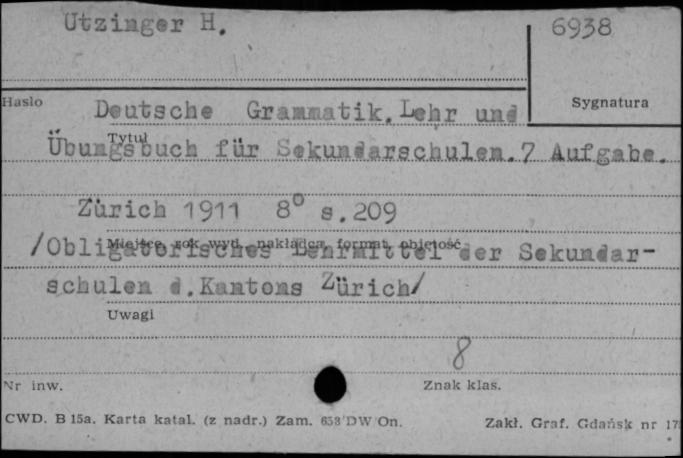 Utzinger H.
6938
Hasło
Sygnatura
Deutsche Grammatik. Lehr und
Tytuł
Übungsbuch für Sekundarschulen. 7 Aufgabe.
Zürich 1911 8° s. 209
Miejsce, rok wyd., nakładca, format, objętość
/Obligatorisches Lehrmittel der Sekundar-
schulen d. Kantons Zürich/
Uwagi
8
Nr inw.
Znak klas.
CWD. B 15a. Karta katal. (z nadr.) Zam. 653 DW On.
Zakł. Graf. Gdańsk nr 17